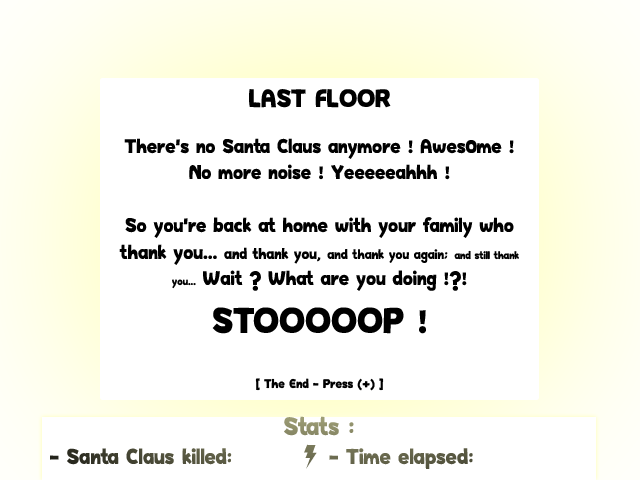 LAST FLOOR
There's no Santa Claus anymore ! Awes0me !
No more noise ! Yeeeeeahhh !
So you're back at home with your family who
thank you... and thank you, and thank you again; and still thank
you... Wait ? What are you doing !?!
STOOOOOP !
[ The End - Press (+) ]
Stats :
- Santa Claus killed:
- Time elapsed: